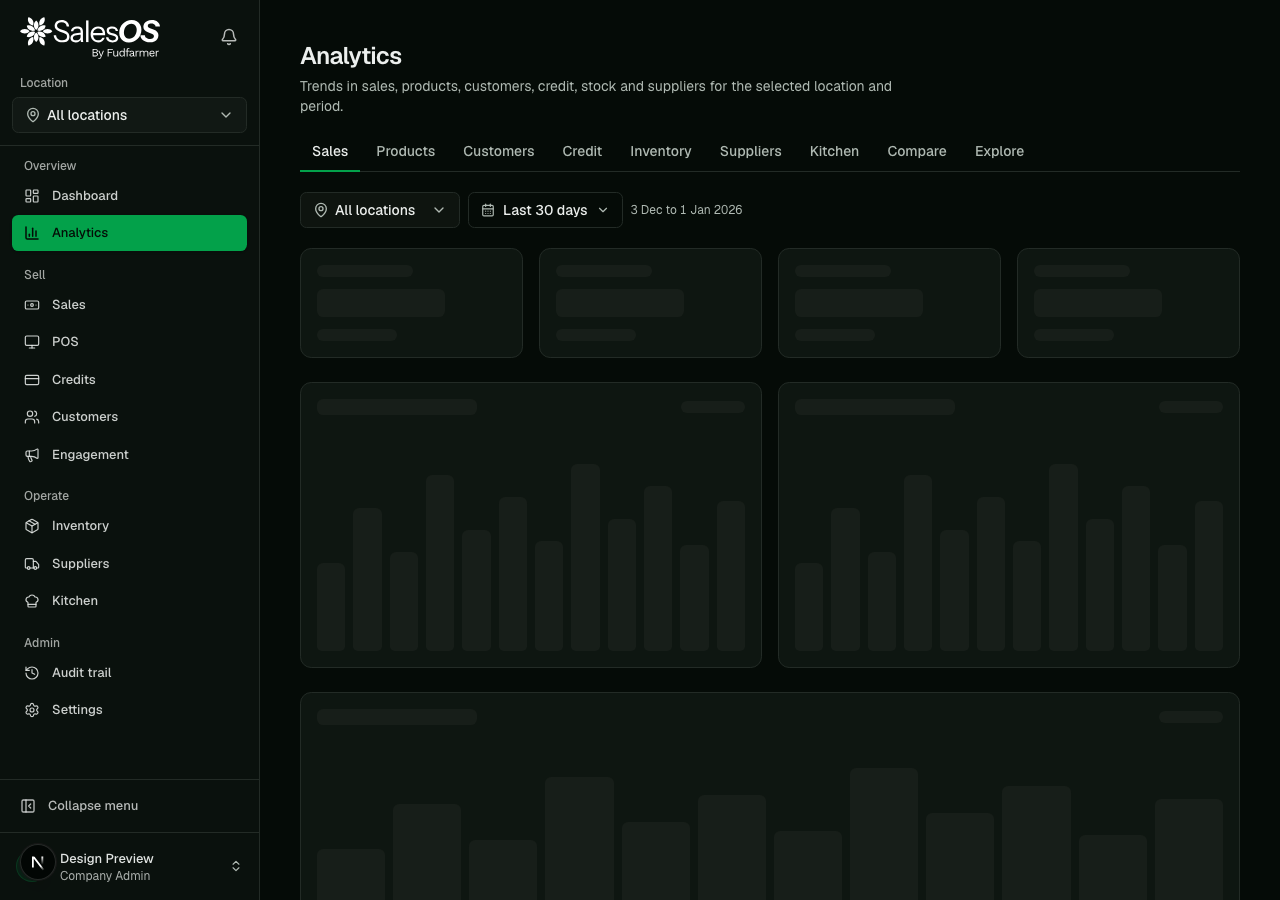 SalesOS
By Fudfarmer
Location
All locations
Overview
Dashboard
Analytics
Sell
Sales
POS
Credits
Customers
Engagement
Operate
Inventory
Suppliers
Kitchen
Admin
Audit trail
Settings
Collapse menu
N
Design Preview
Company Admin
Analytics
Trends in sales, products, customers, credit, stock and suppliers for the selected location and
period.
Sales Products Customers Credit Inventory Suppliers Kitchen Compare Explore
All locations Last 30 days 3 Dec to 1 Jan 2026